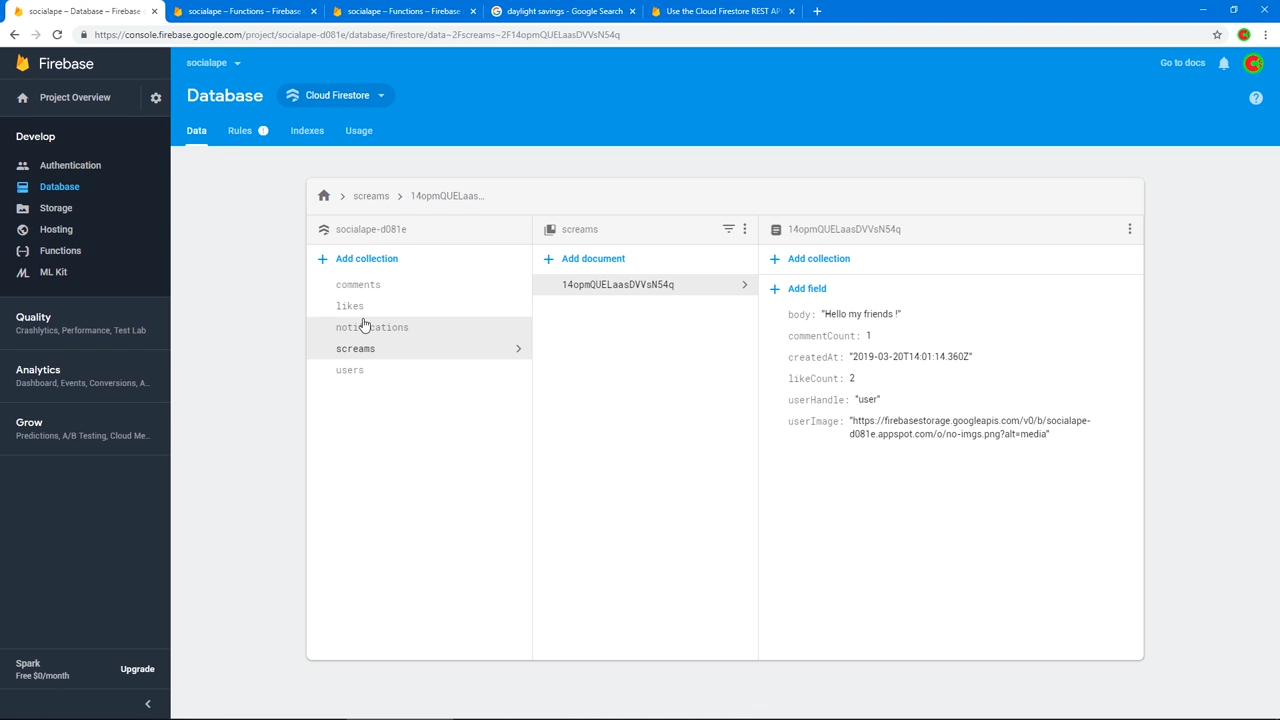 socialape – Database – Firebase
socialape – Functions – Firebase
socialape – Functions – Firebase
daylight savings - Google Search
Use the Cloud Firestore REST AP
https://console.firebase.google.com/project/socialape-d081e/database/firestore/data~2Fscreams~2F14opmQUELaasDVVsN54q
Firebase
socialape
Go to docs
Project Overview
Database
Cloud Firestore
Data
Rules
Indexes
Usage
Develop
Authentication
Database
Storage
Hosting
Functions
ML Kit
Quality
Crashlytics, Performance, Test Lab
Analytics
Dashboard, Events, Conversions, A...
Grow
Predictions, A/B Testing, Cloud Me...
Spark
Free $0/month
Upgrade
screams
14opmQUELaas...
socialape-d081e
screams
14opmQUELaasDVVsN54q
Add collection
Add document
Add collection
comments
likes
notifications
screams
users
14opmQUELaasDVVsN54q
Add field
body: "Hello my friends !"
commentCount: 1
createdAt: "2019-03-20T14:01:14.360Z"
likeCount: 2
userHandle: "user"
userImage: "https://firebasestorage.googleapis.com/v0/b/socialape-
d081e.appspot.com/o/no-imgs.png?alt=media"